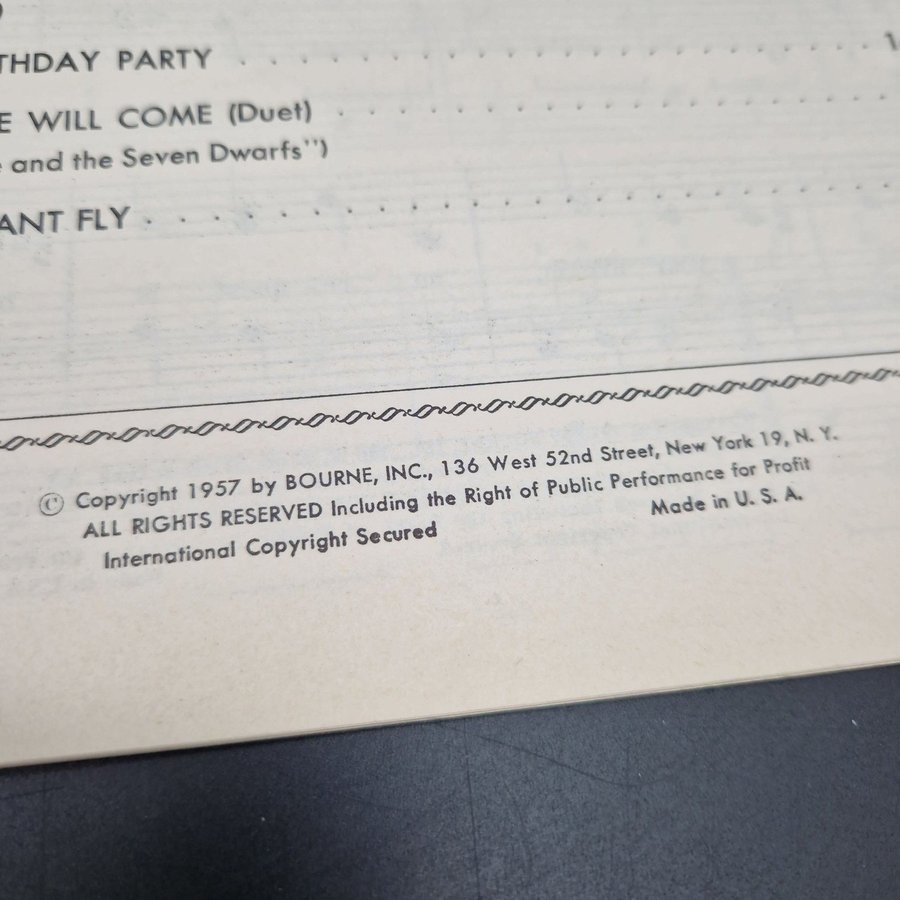 THDAY PARTY . . . . . . . . . . . . . . . . . . . . 1
E WILL COME (Duet) . . . . . . . . . . . . . . . .
and the Seven Dwarfs")
ANT FLY . . . . . . . . . . . . . . . . . . . . . .
© Copyright 1957 by BOURNE, INC., 136 West 52nd Street, New York 19, N. Y.
ALL RIGHTS RESERVED Including the Right of Public Performance for Profit
International Copyright Secured Made in U. S. A.